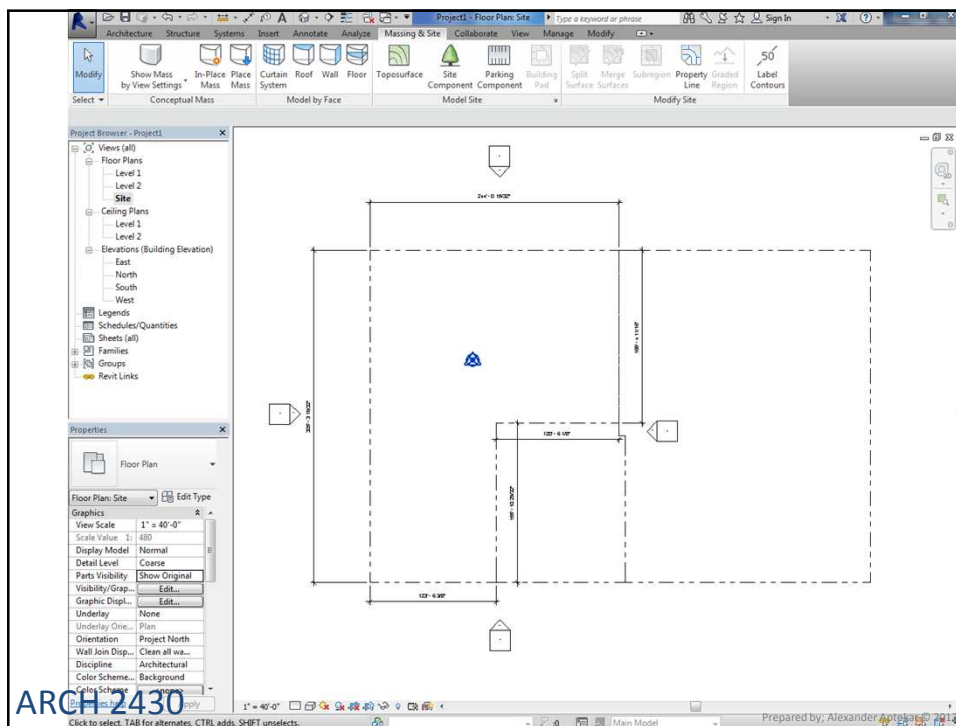 Project1 - Floor Plan: Site
Type a keyword or phrase
Sign In
Architecture Structure Systems Insert Annotate Analyze Massing & Site Collaborate View Manage Modify
Modify
Show Mass by View Settings
In-Place Mass
Place Mass
Curtain System
Roof
Wall
Floor
Toposurface
Site Component
Parking Component
Building Pad
Split Surface
Merge Surfaces
Subregion
Property Line
Graded Region
50
Label Contours
Select
Conceptual Mass
Model by Face
Model Site
Modify Site
Project Browser - Project1
Views (all)
Floor Plans
Level 1
Level 2
Site
Ceiling Plans
Level 1
Level 2
Elevations (Building Elevation)
East
North
South
West
Legends
Schedules/Quantities
Sheets (all)
Families
Groups
Revit Links
Properties
Floor Plan
Floor Plan: Site
Edit Type
Graphics
View Scale 1" = 40'-0"
Scale Value 1: 480
Display Model Normal
Detail Level Coarse
Parts Visibility Show Original
Visibility/Grap... Edit...
Graphic Displ... Edit...
Underlay None
Underlay Orie... Plan
Orientation Project North
Wall Join Disp... Clean all wa...
Discipline Architectural
Color Scheme... Background
Color Scheme <none>
Properties help
1" = 40'-0"
ARCH 2430
Click to select, TAB for alternates, CTRL adds, SHIFT unselects.
:0
Main Model
Prepared by; Alexander Aptekar © 2012